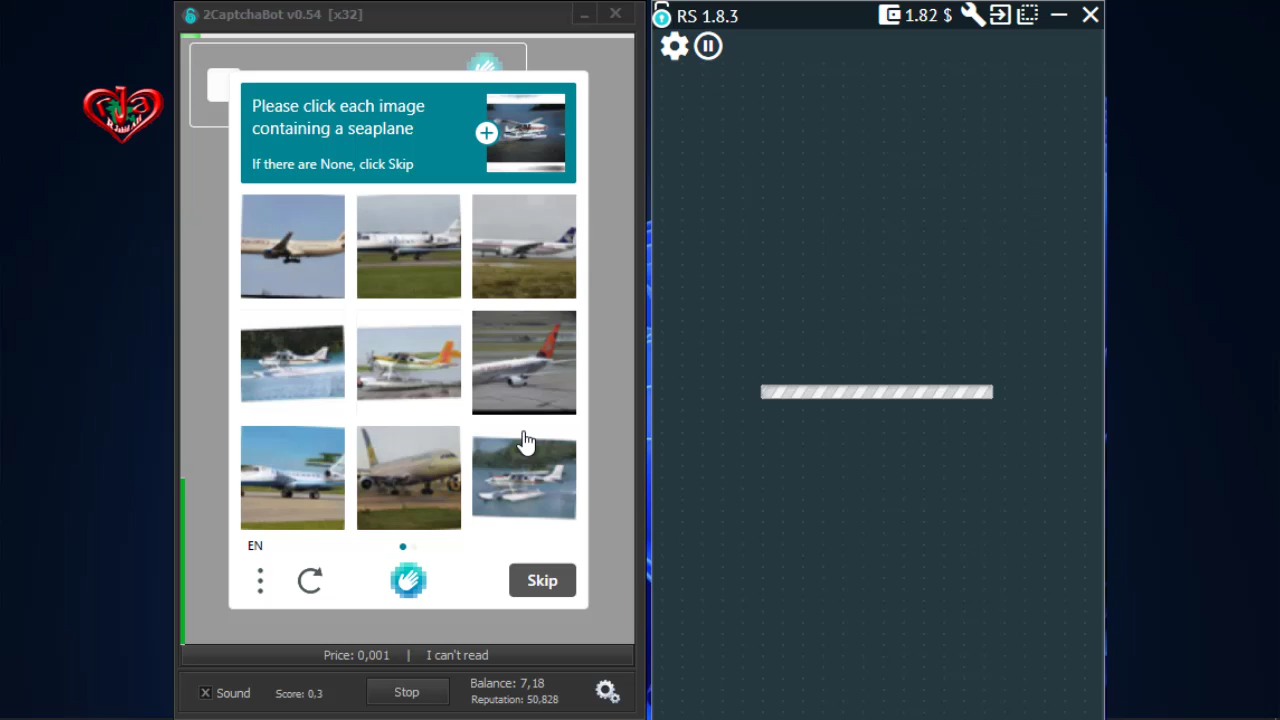 2CaptchaBot v0.54 [x32]
RS 1.8.3
1.82 $
Please click each image
containing a seaplane
If there are None, click Skip
EN
Skip
Price: 0,001 | I can't read
Sound
Score: 0,3
Stop
Balance: 7,18
Reputation: 50,828